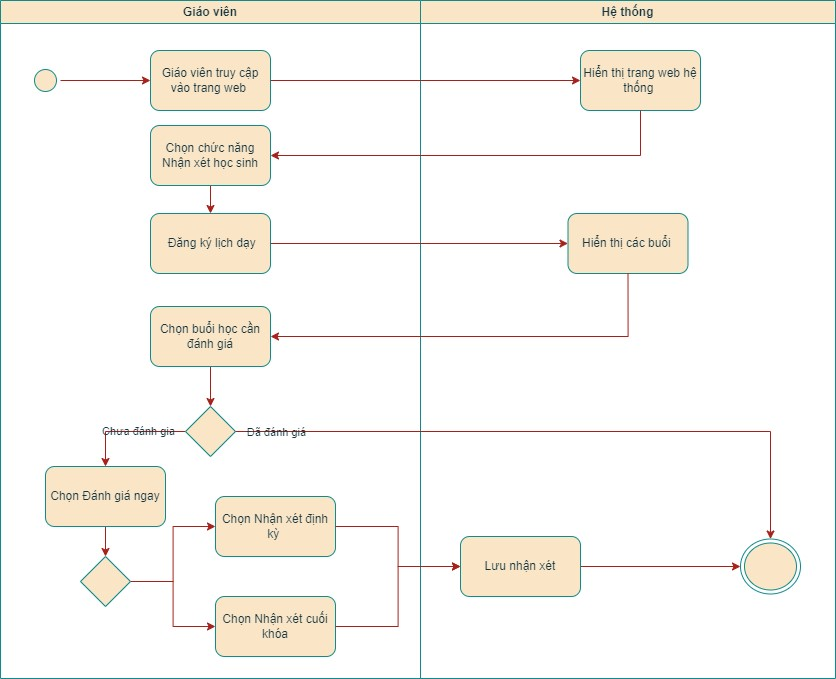 Giáo viên
Hệ thống
Giáo viên truy cập
vào trang web
Hiển thị trang web hệ
thống
Chọn chức năng
Nhận xét học sinh
Đăng ký lịch dạy
Hiển thị các buổi
Chọn buổi học cần
đánh giá
Chưa đánh gia
Đã đánh giá
Chọn Đánh giá ngay
Chọn Nhận xét định
kỳ
Lưu nhận xét
Chọn Nhận xét cuối
khóa